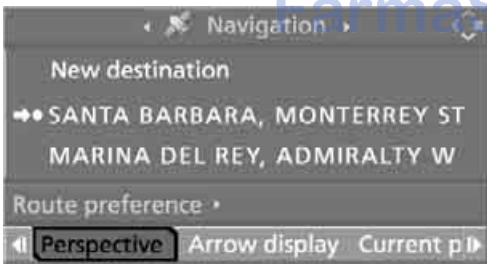 Navigation
New destination
SANTA BARBARA, MONTERREY ST
MARINA DEL REY, ADMIRALTY W
Route preference
Perspective Arrow display Current p